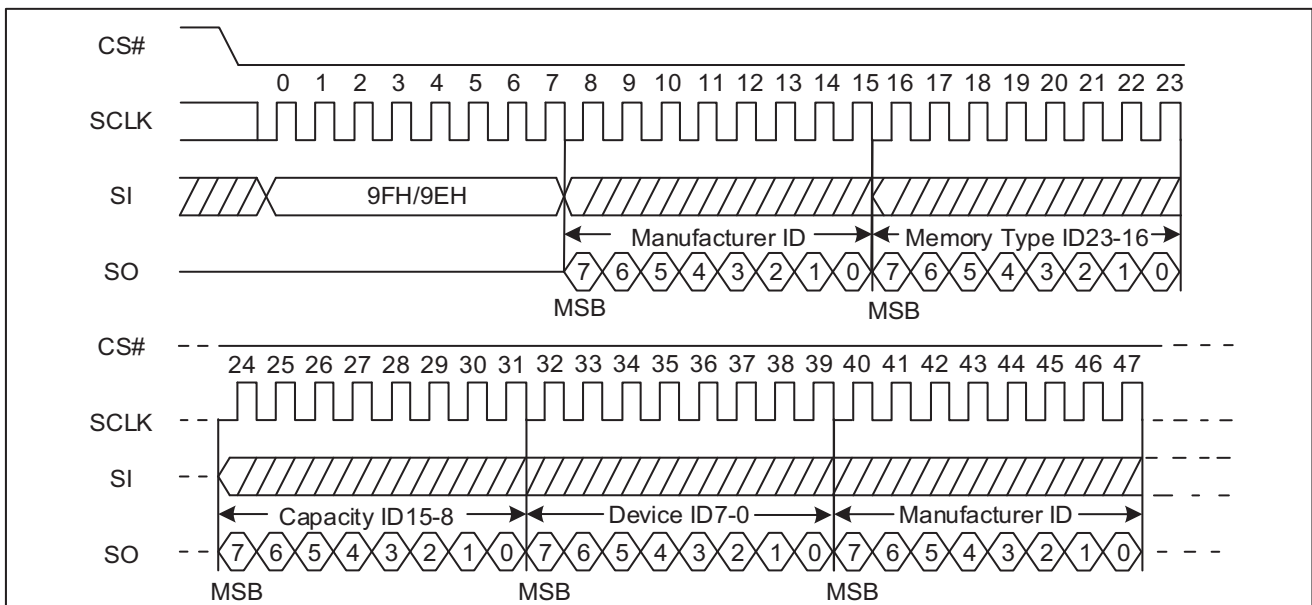 CS#
0 1 2 3 4 5 6 7 8 9 10 11 12 13 14 15 16 17 18 19 20 21 22 23
SCLK
SI 9FH/9EH
Manufacturer ID Memory Type ID23-16
SO 7 6 5 4 3 2 1 0 7 6 5 4 3 2 1 0
MSB MSB
CS#
24 25 26 27 28 29 30 31 32 33 34 35 36 37 38 39 40 41 42 43 44 45 46 47
SCLK
SI
Capacity ID15-8 Device ID7-0 Manufacturer ID
SO 7 6 5 4 3 2 1 0 7 6 5 4 3 2 1 0 7 6 5 4 3 2 1 0
MSB MSB MSB